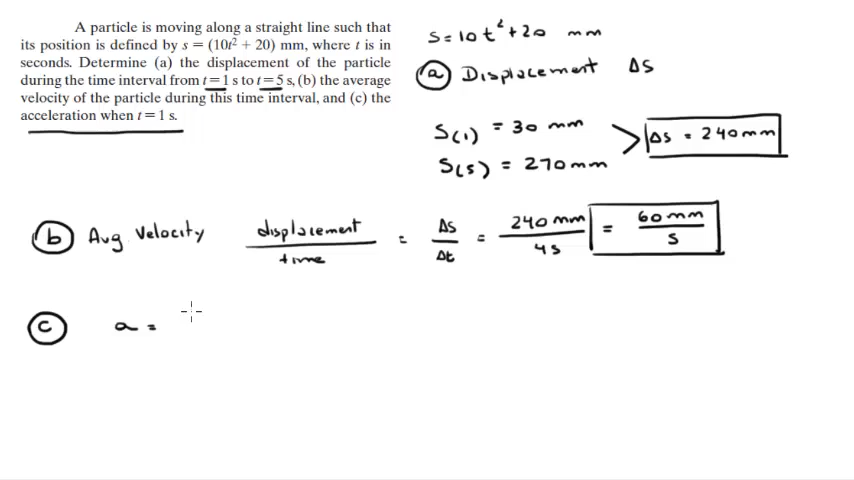 A particle is moving along a straight line such that
its position is defined by s = (10t² + 20) mm, where t is in
seconds. Determine (a) the displacement of the particle
during the time interval from t = 1 s to t = 5 s, (b) the average
velocity of the particle during this time interval, and (c) the
acceleration when t = 1 s.
s = 10t² + 20 mm
(a) Displacement Δs
S(1) = 30 mm
S(5) = 270 mm
> Δs = 240 mm
(b) Avg Velocity displacement/time = Δs/Δt = 240 mm/4s = 60 mm/s
(c) a =